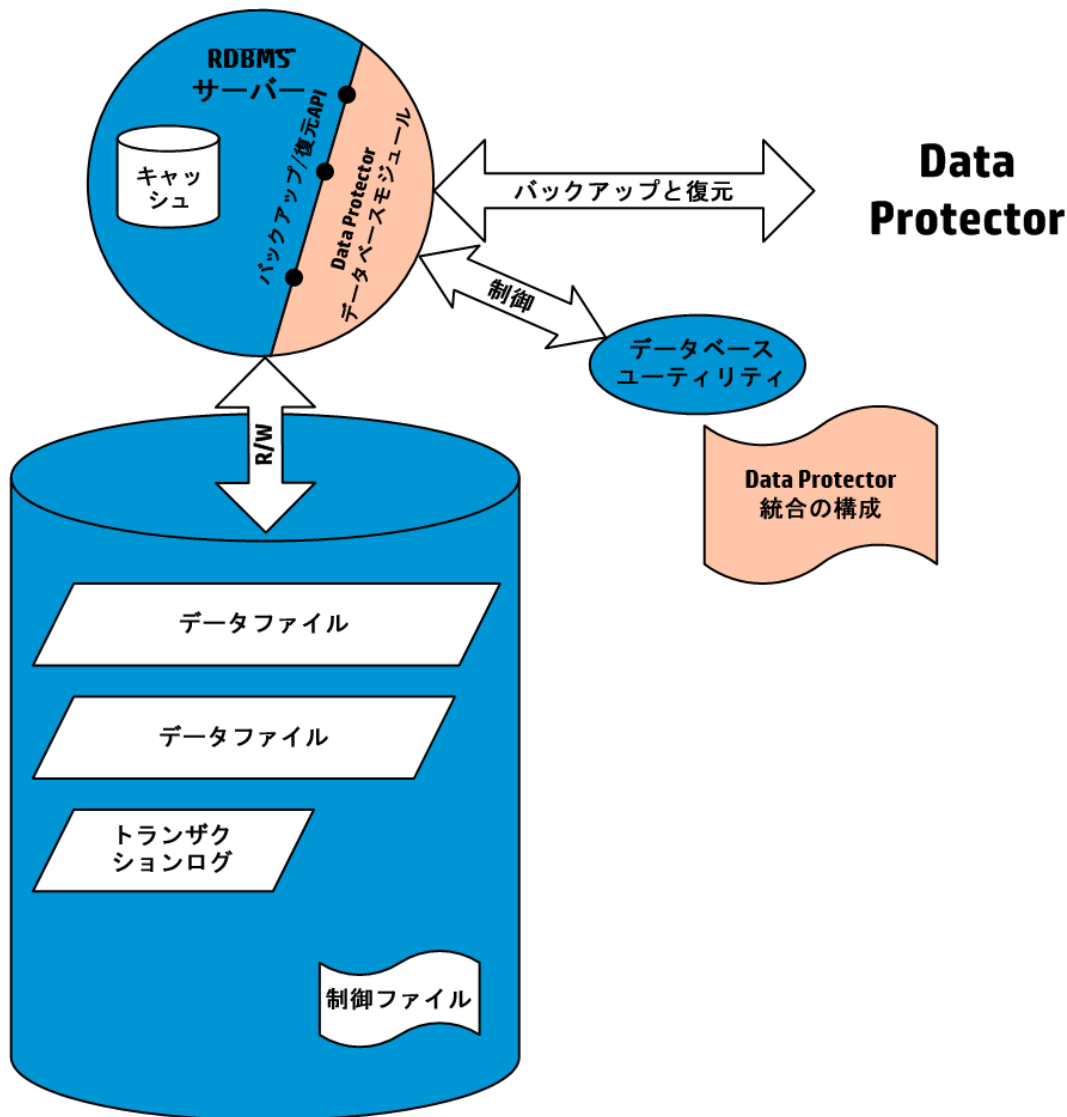 RDBMS
サーバー
キャッ
シュ
バックアップ/復元API
Data Protector
データベースモジュール
バックアップと復元
Data
Protector
制御
データベース
ユーティリティ
R/W
Data Protector
統合の構成
データファイル
データファイル
トランザク
ションログ
制御ファイル